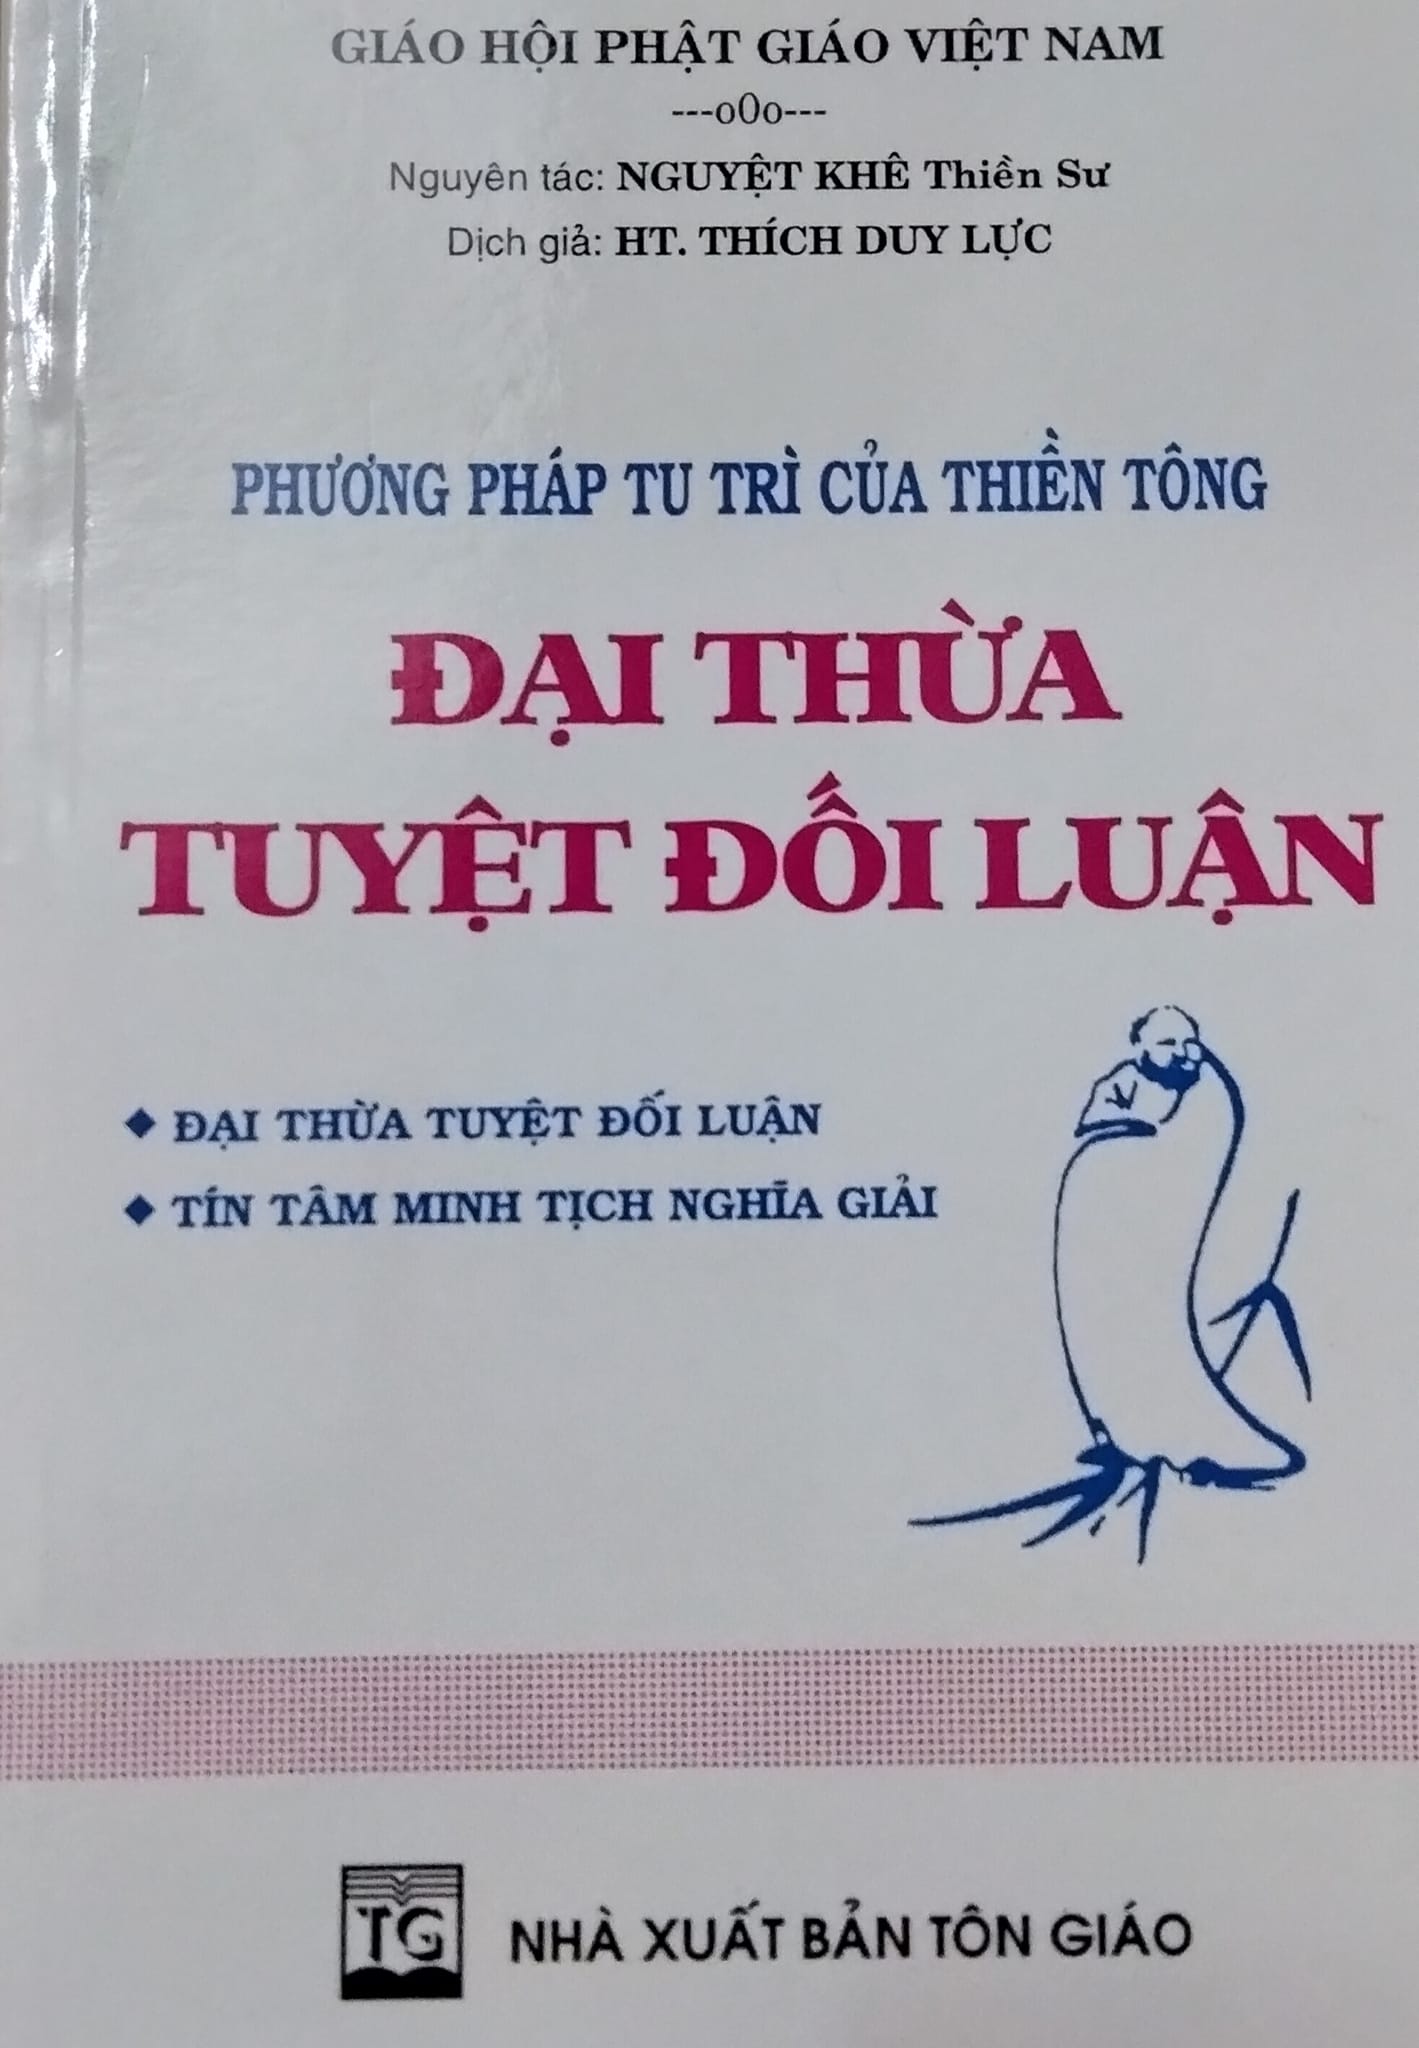 GIÁO HỘI PHẬT GIÁO VIỆT NAM
---o0o---
Nguyên tác: NGUYỆT KHÊ Thiền Sư
Dịch giả: HT. THÍCH DUY LỰC
PHƯƠNG PHÁP TU TRÌ CỦA THIỀN TÔNG
ĐẠI THỪA
TUYỆT ĐỐI LUẬN
◆ ĐẠI THỪA TUYỆT ĐỐI LUẬN
◆ TÍN TÂM MINH TỊCH NGHĨA GIẢI
TG
NHÀ XUẤT BẢN TÔN GIÁO